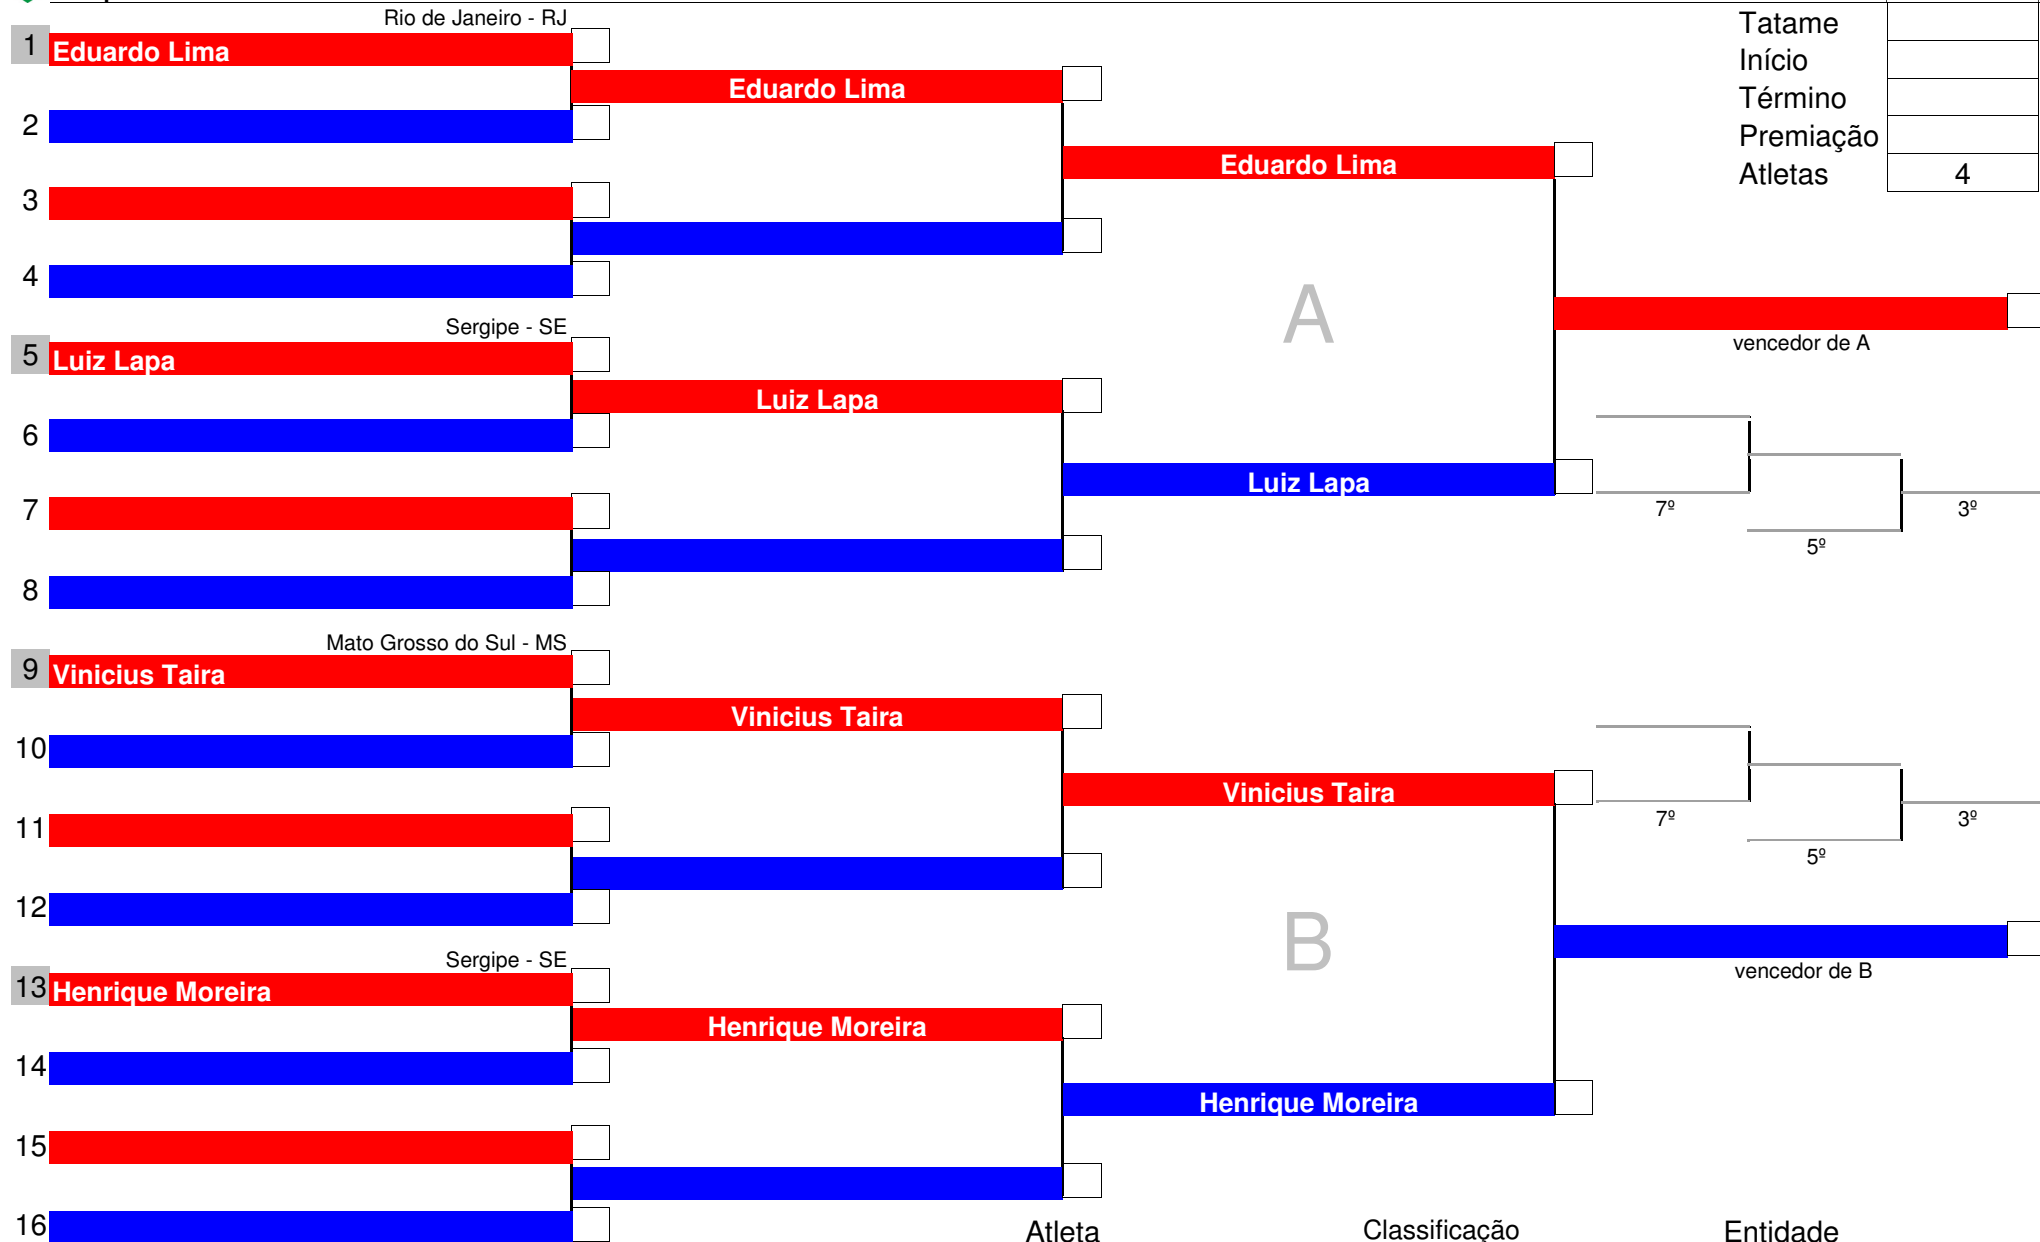 Rio de Janeiro - RJ
Tatame
1 Eduardo Lima
Início
Eduardo Lima
Término
2
Premiação
Eduardo Lima
Atletas 4
3
4
A
Sergipe - SE
vencedor de A
5 Luiz Lapa
Luiz Lapa
6
Luiz Lapa
7
7º 3º
5º
8
Mato Grosso do Sul - MS
9 Vinicius Taira
Vinicius Taira
10
Vinicius Taira
11
7º 3º
5º
12
B
Sergipe - SE
vencedor de B
13 Henrique Moreira
Henrique Moreira
14
Henrique Moreira
15
16
Atleta Classificação Entidade